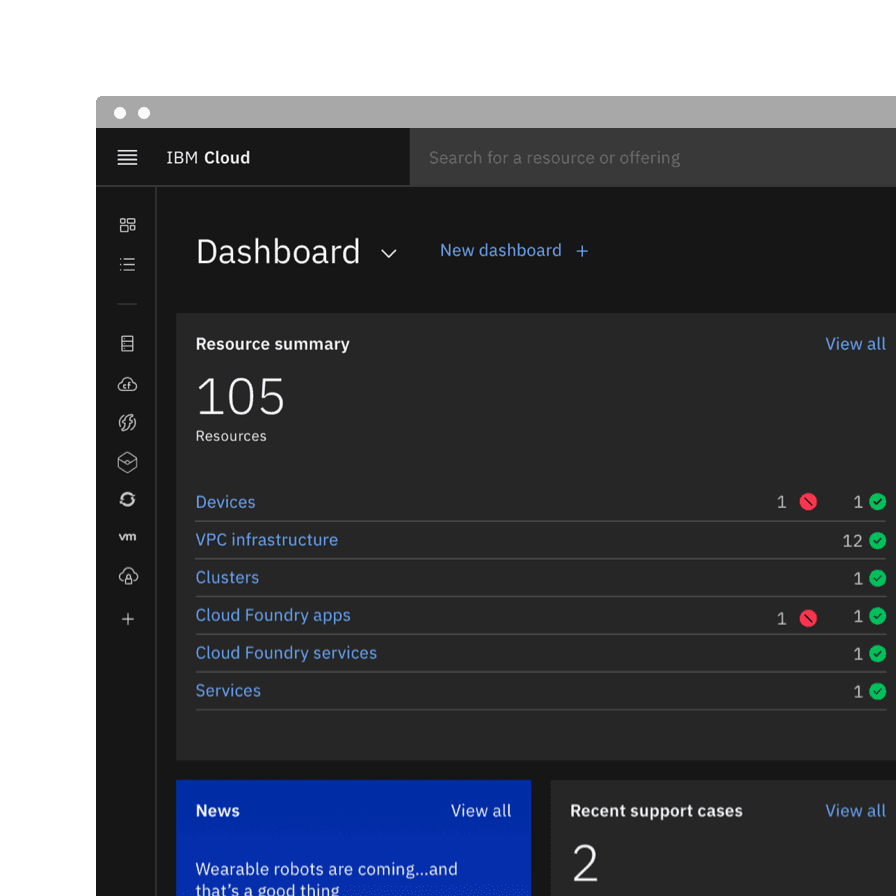 IBM Cloud
Search for a resource or offering
Dashboard
New dashboard +
Resource summary
View all
105
Resources
Devices 1 1
VPC infrastructure 12
Clusters 1
Cloud Foundry apps 1 1
Cloud Foundry services 1
Services 1
cf
vm
News
View all
Wearable robots are coming...and
that's a good thing
Recent support cases
View all
2